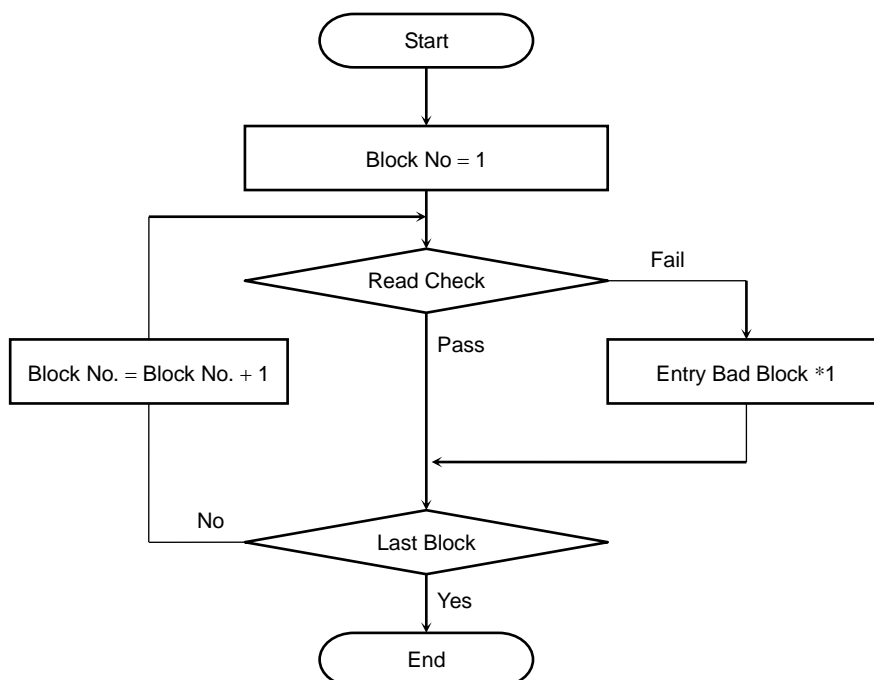 Start
Block No = 1
Read Check
Fail
Pass
Block No. = Block No. + 1
Entry Bad Block *1
No
Last Block
Yes
End